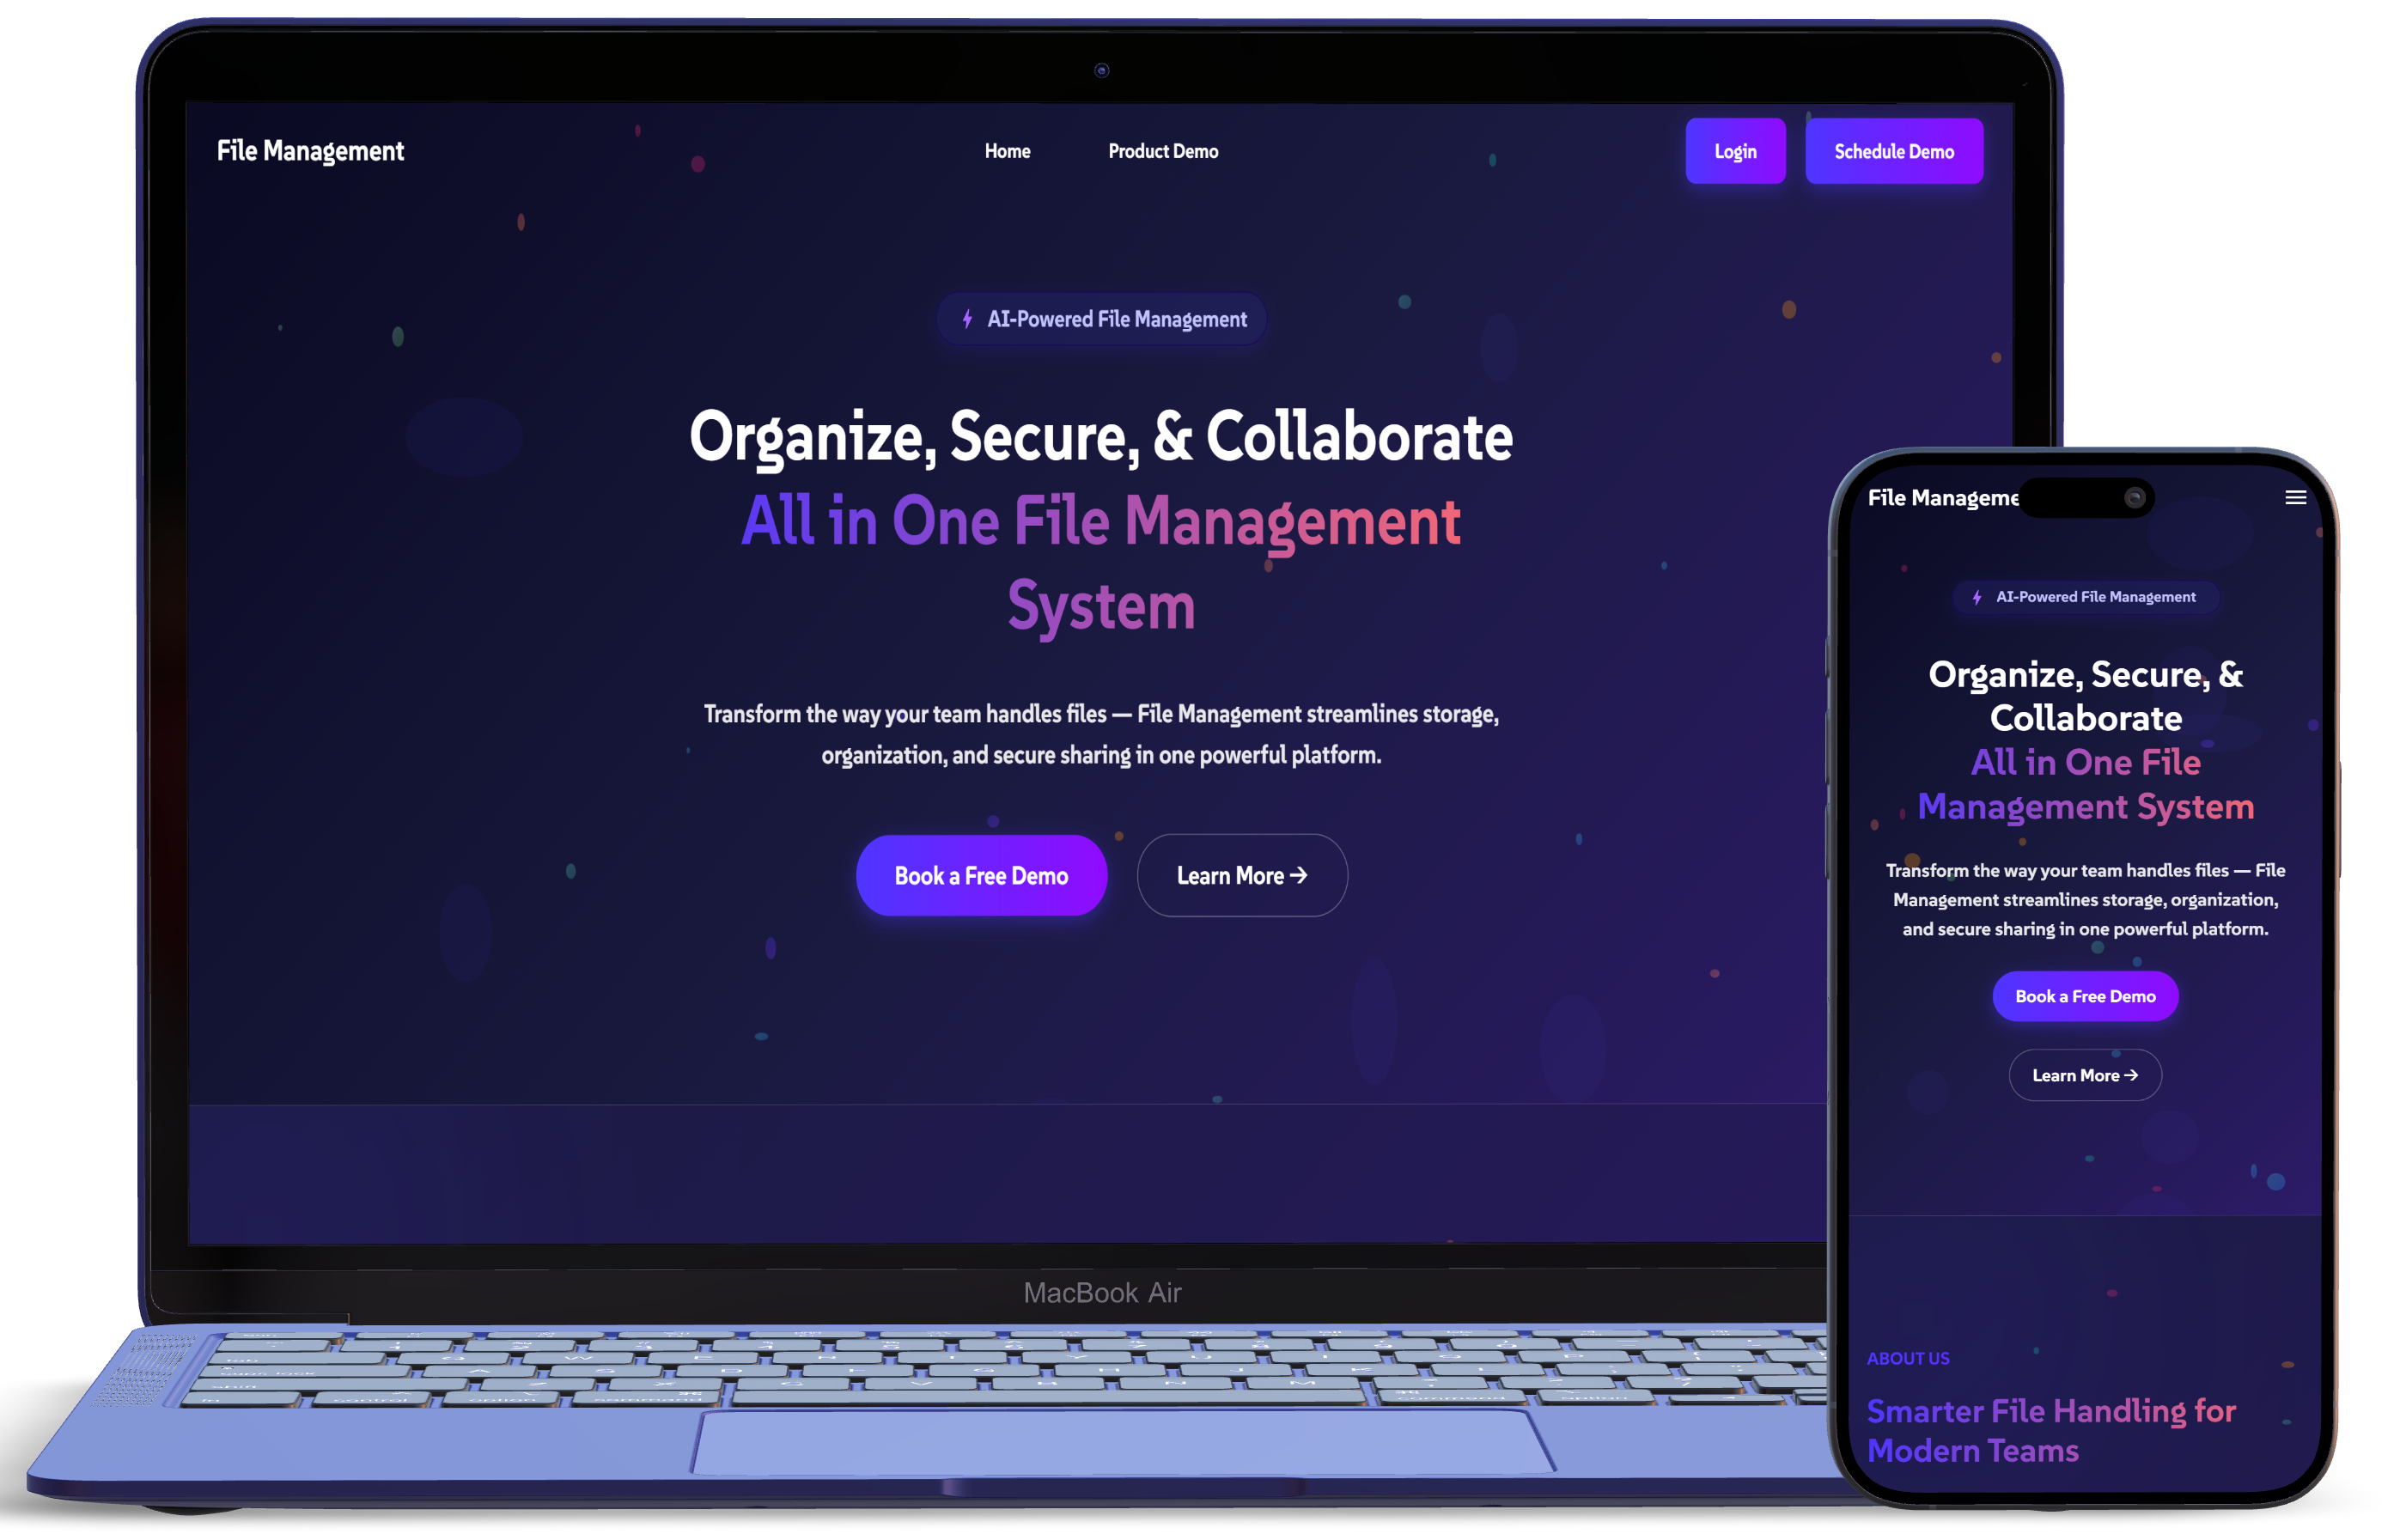 File Management
Home
Product Demo
Login
Schedule Demo
AI-Powered File Management
Organize, Secure, & Collaborate
All in One File Management
System
Transform the way your team handles files — File Management streamlines storage,
organization, and secure sharing in one powerful platform.
Book a Free Demo
Learn More →
MacBook Air
File Manageme
AI-Powered File Management
Organize, Secure, &
Collaborate
All in One File
Management System
Transform the way your team handles files — File
Management streamlines storage, organization,
and secure sharing in one powerful platform.
Book a Free Demo
Learn More →
ABOUT US
Smarter File Handling for
Modern Teams